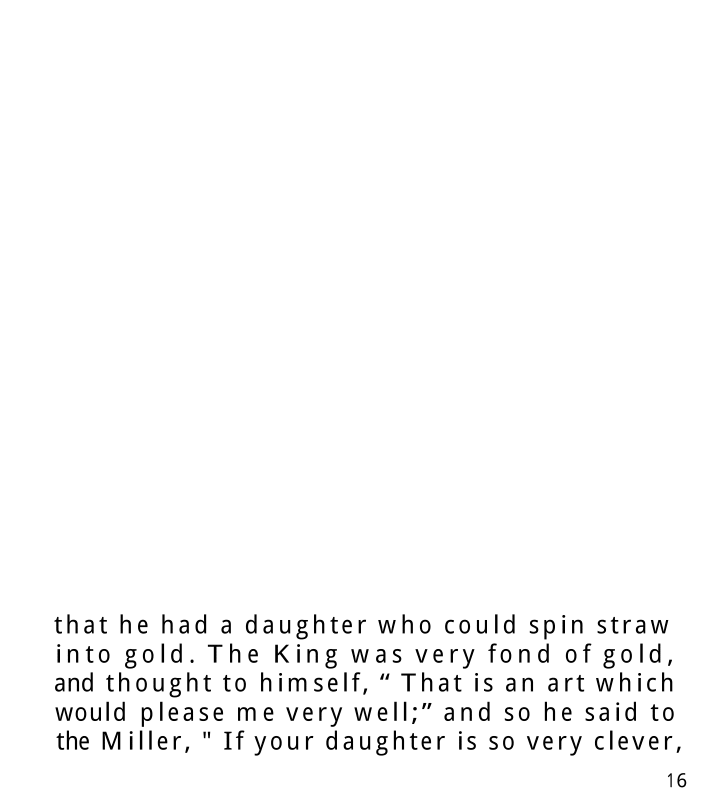 that he had a daughter who could spin straw
into gold. The King was very fond of gold,
and thought to himself, “ That is an art which
would please me very well;” and so he said to
the Miller, " If your daughter is so very clever,
16